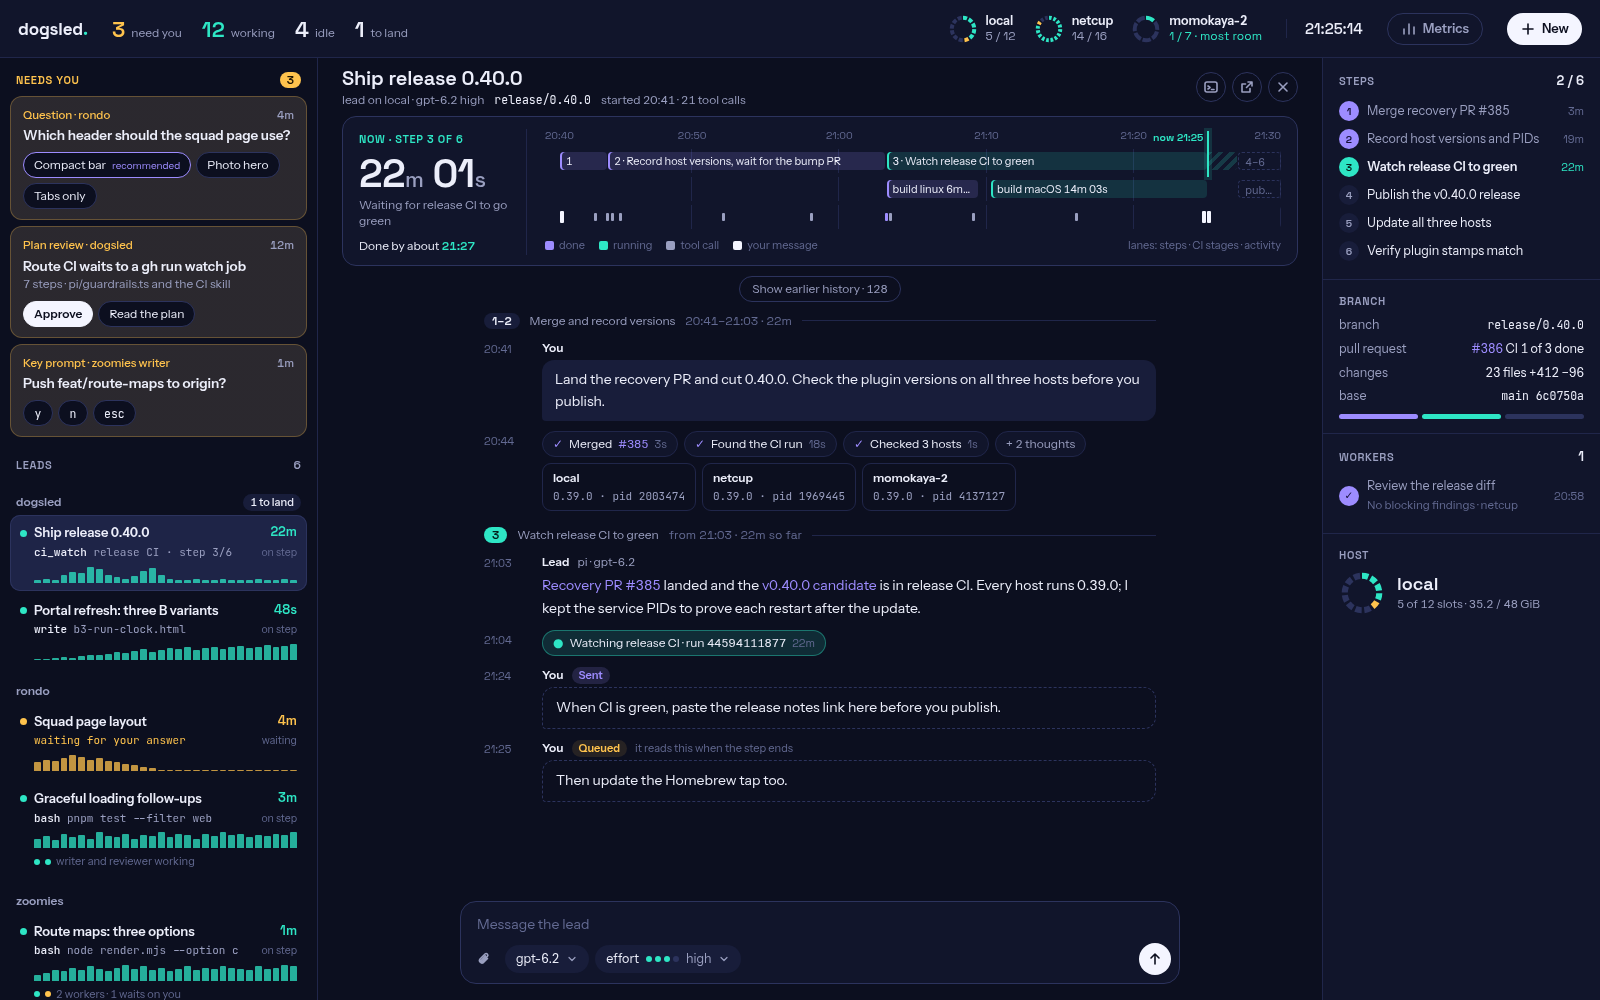 dogsled.
3 need you
12 working
4 idle
1 to land
local
5 / 12
netcup
14 / 16
momokaya-2
1 / 7 · most room
21:25:14
Metrics
New
NEEDS YOU
3
Question · rondo
4m
Which header should the squad page use?
Compact bar recommended
Photo hero
Tabs only
Plan review · dogsled
12m
Route CI waits to a gh run watch job
7 steps · pi/guardrails.ts and the CI skill
Approve
Read the plan
Key prompt · zoomies writer
1m
Push feat/route-maps to origin?
y
n
esc
LEADS
6
dogsled
1 to land
Ship release 0.40.0
22m
ci_watch release CI · step 3/6
on step
Portal refresh: three B variants
48s
write b3-run-clock.html
on step
rondo
Squad page layout
4m
waiting for your answer
waiting
Graceful loading follow-ups
3m
bash pnpm test --filter web
on step
writer and reviewer working
zoomies
Route maps: three options
1m
bash node render.mjs --option c
on step
2 workers · 1 waits on you
Ship release 0.40.0
lead on local · gpt-6.2 high release/0.40.0 started 20:41 · 21 tool calls
NOW · STEP 3 OF 6
22m 01s
Waiting for release CI to go green
Done by about 21:27
20:40
20:50
21:00
21:10
21:20
now 21:25
21:30
1
2 · Record host versions, wait for the bump PR
3 · Watch release CI to green
4–6
build linux 6m...
build macOS 14m 03s
pub...
done
running
tool call
your message
lanes: steps · CI stages · activity
Show earlier history · 128
1–2 Merge and record versions 20:41–21:03 · 22m
20:41
You
Land the recovery PR and cut 0.40.0. Check the plugin versions on all three hosts before you publish.
20:44
✓ Merged #385 3s
✓ Found the CI run 18s
✓ Checked 3 hosts 1s
+ 2 thoughts
local
0.39.0 · pid 2003474
netcup
0.39.0 · pid 1969445
momokaya-2
0.39.0 · pid 4137127
3 Watch release CI to green from 21:03 · 22m so far
21:03
Lead pi · gpt-6.2
Recovery PR #385 landed and the v0.40.0 candidate is in release CI. Every host runs 0.39.0; I kept the service PIDs to prove each restart after the update.
21:04
Watching release CI · run 44594111877 22m
21:24
You Sent
When CI is green, paste the release notes link here before you publish.
21:25
You Queued it reads this when the step ends
Then update the Homebrew tap too.
Message the lead
gpt-6.2
effort high
STEPS
2 / 6
1 Merge recovery PR #385 3m
2 Record host versions and PIDs 19m
3 Watch release CI to green 22m
4 Publish the v0.40.0 release
5 Update all three hosts
6 Verify plugin stamps match
BRANCH
branch release/0.40.0
pull request #386 CI 1 of 3 done
changes 23 files +412 −96
base main 6c0750a
WORKERS
1
✓ Review the release diff
No blocking findings · netcup
20:58
HOST
local
5 of 12 slots · 35.2 / 48 GiB